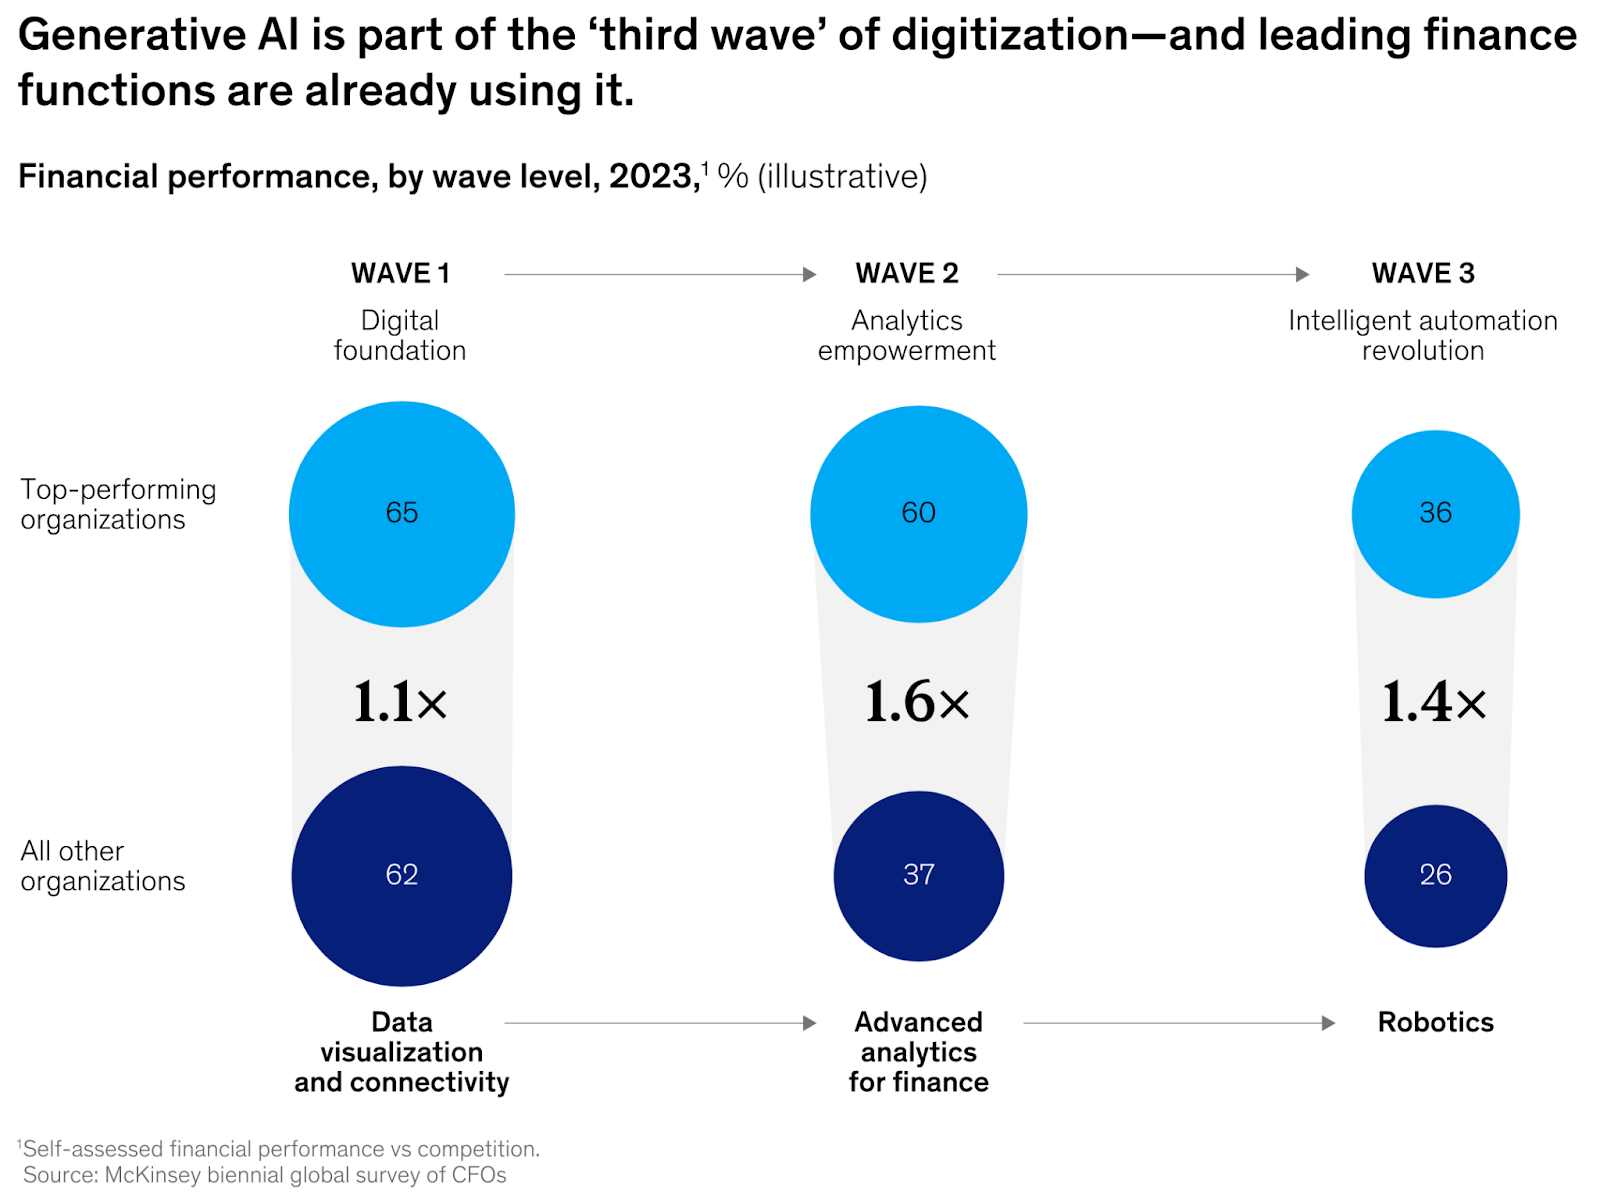 Generative AI is part of the ‘third wave’ of digitization—and leading finance
functions are already using it.
Financial performance, by wave level, 2023,¹ % (illustrative)
WAVE 1
Digital
foundation
WAVE 2
Analytics
empowerment
WAVE 3
Intelligent automation
revolution
Top-performing
organizations
65
60
36
1.1×
1.6×
1.4×
All other
organizations
62
37
26
Data
visualization
and connectivity
Advanced
analytics
for finance
Robotics
¹Self-assessed financial performance vs competition.
Source: McKinsey biennial global survey of CFOs